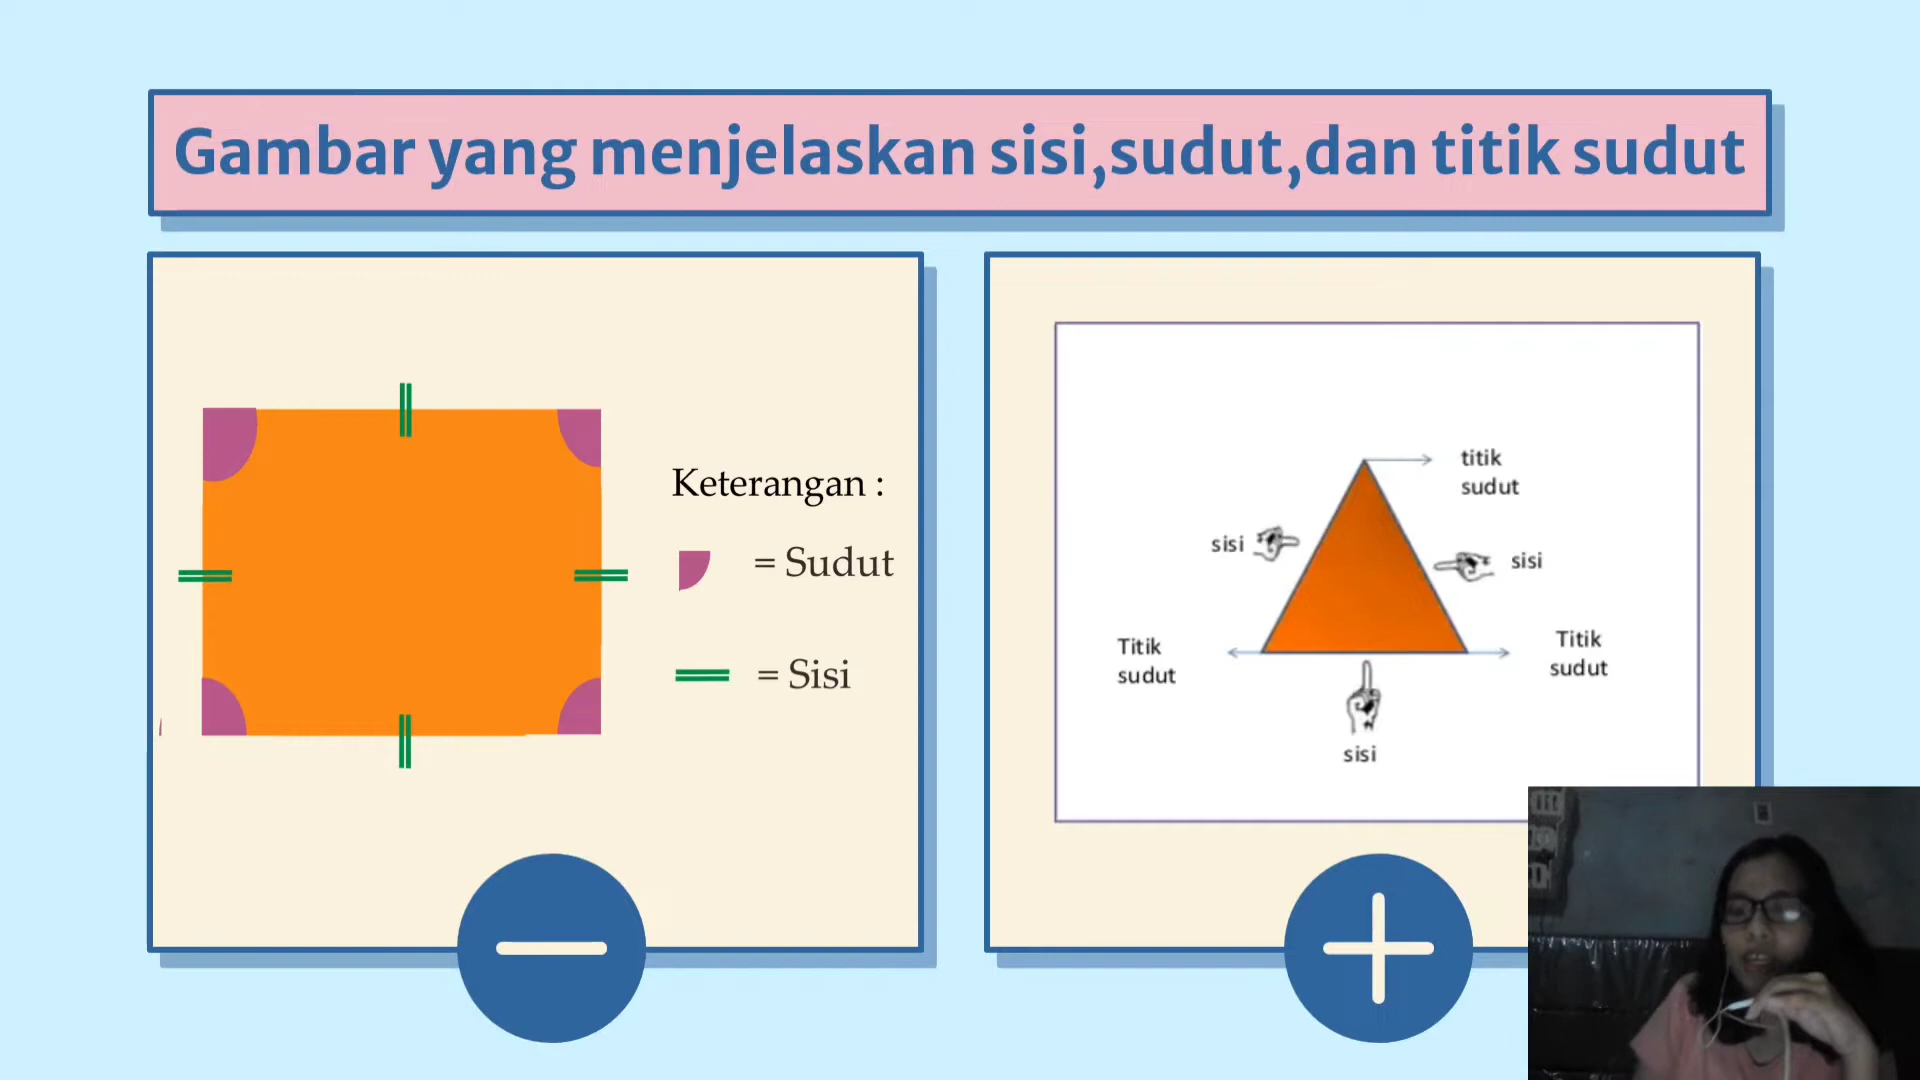 Gambar yang menjelaskan sisi,sudut,dan titik sudut
Keterangan :
= Sudut
= Sisi
titik
sudut
sisi
sisi
Titik
sudut
Titik
sudut
sisi